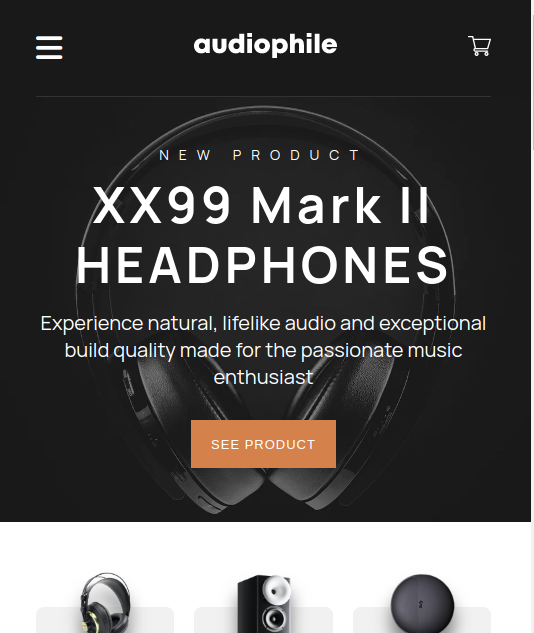 audiophile
NEW PRODUCT
XX99 Mark II
HEADPHONES
Experience natural, lifelike audio and exceptional
build quality made for the passionate music
enthusiast
SEE PRODUCT